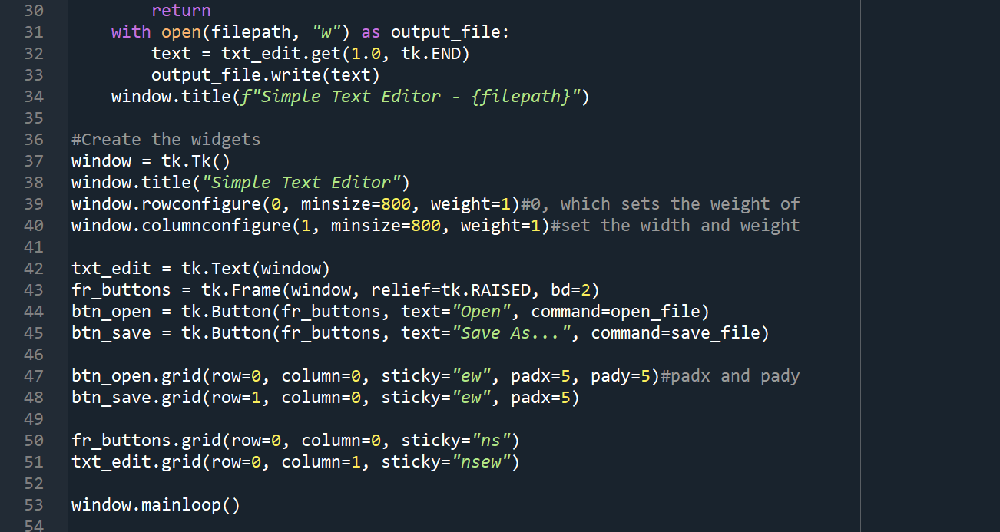 30 return
31 with open(filepath, "w") as output_file:
32 text = txt_edit.get(1.0, tk.END)
33 output_file.write(text)
34 window.title(f"Simple Text Editor - {filepath}")
35
36 #Create the widgets
37 window = tk.Tk()
38 window.title("Simple Text Editor")
39 window.rowconfigure(0, minsize=800, weight=1)#0, which sets the weight of
40 window.columnconfigure(1, minsize=800, weight=1)#set the width and weight
41
42 txt_edit = tk.Text(window)
43 fr_buttons = tk.Frame(window, relief=tk.RAISED, bd=2)
44 btn_open = tk.Button(fr_buttons, text="Open", command=open_file)
45 btn_save = tk.Button(fr_buttons, text="Save As...", command=save_file)
46
47 btn_open.grid(row=0, column=0, sticky="ew", padx=5, pady=5)#padx and pady
48 btn_save.grid(row=1, column=0, sticky="ew", padx=5)
49
50 fr_buttons.grid(row=0, column=0, sticky="ns")
51 txt_edit.grid(row=0, column=1, sticky="nsew")
52
53 window.mainloop()
54